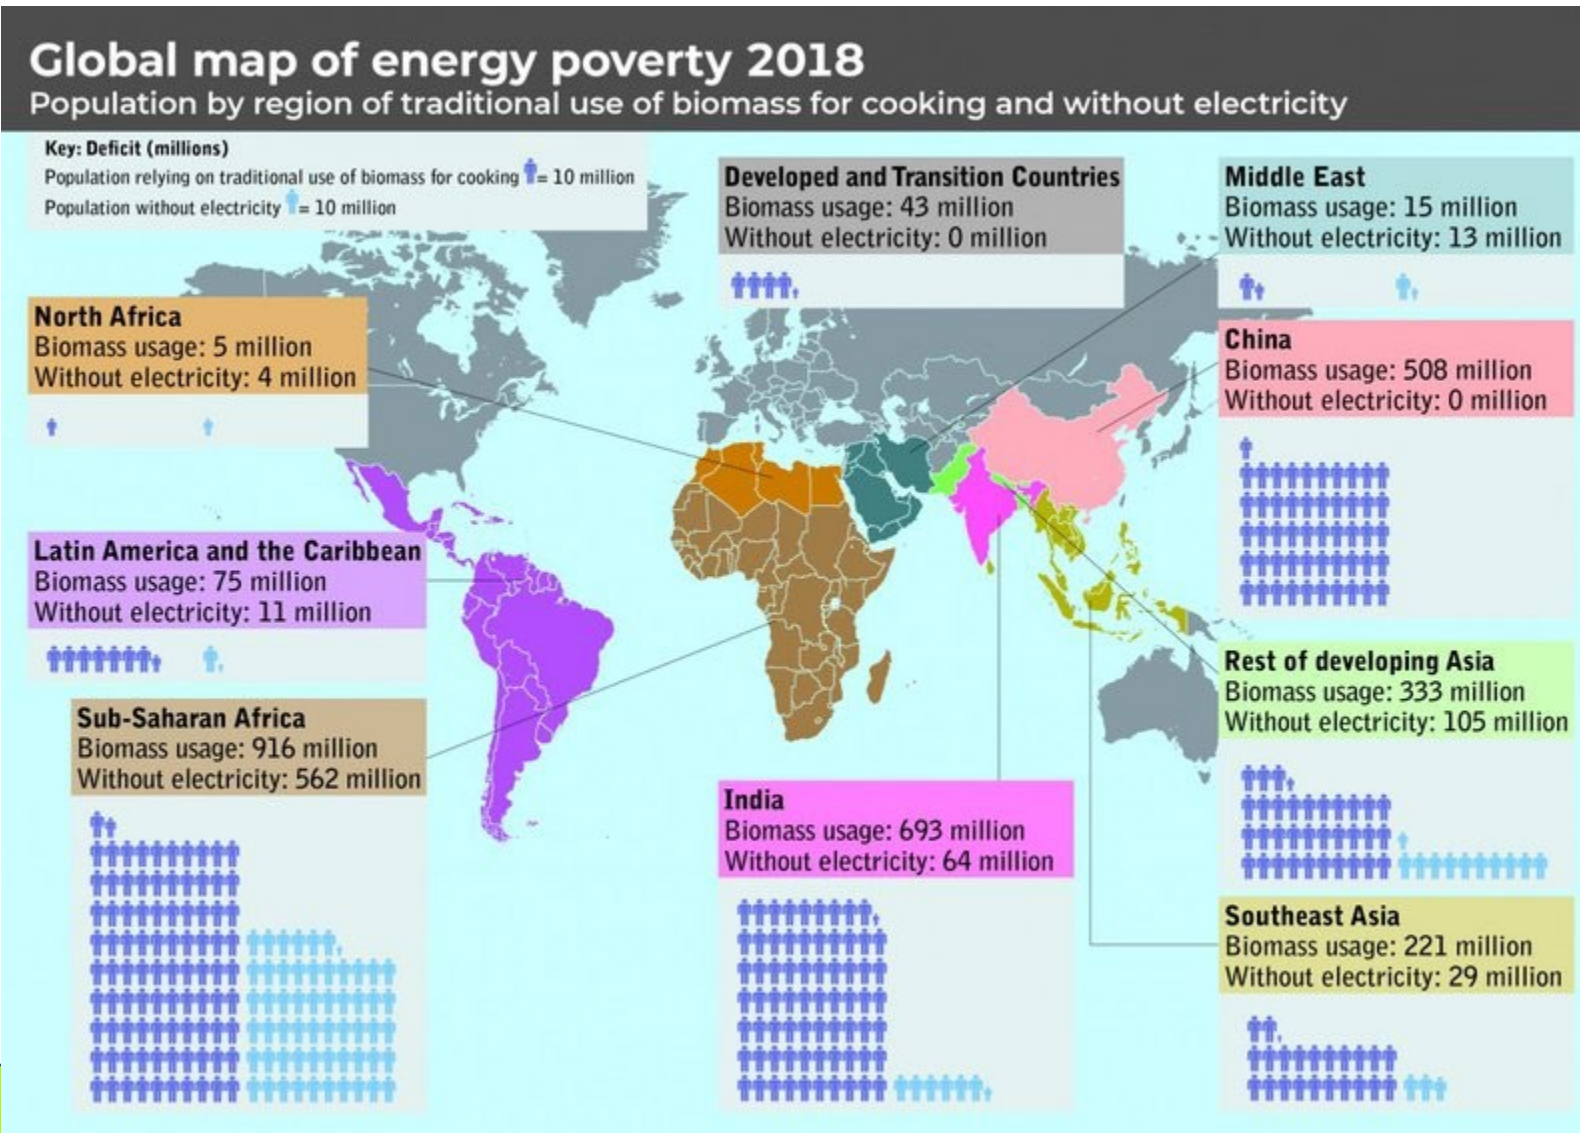 Global map of energy poverty 2018
Population by region of traditional use of biomass for cooking and without electricity
Key: Deficit (millions)
Population relying on traditional use of biomass for cooking = 10 million
Population without electricity = 10 million
Developed and Transition Countries
Biomass usage: 43 million
Without electricity: 0 million
Middle East
Biomass usage: 15 million
Without electricity: 13 million
North Africa
Biomass usage: 5 million
Without electricity: 4 million
China
Biomass usage: 508 million
Without electricity: 0 million
Latin America and the Caribbean
Biomass usage: 75 million
Without electricity: 11 million
Rest of developing Asia
Biomass usage: 333 million
Without electricity: 105 million
Sub-Saharan Africa
Biomass usage: 916 million
Without electricity: 562 million
India
Biomass usage: 693 million
Without electricity: 64 million
Southeast Asia
Biomass usage: 221 million
Without electricity: 29 million